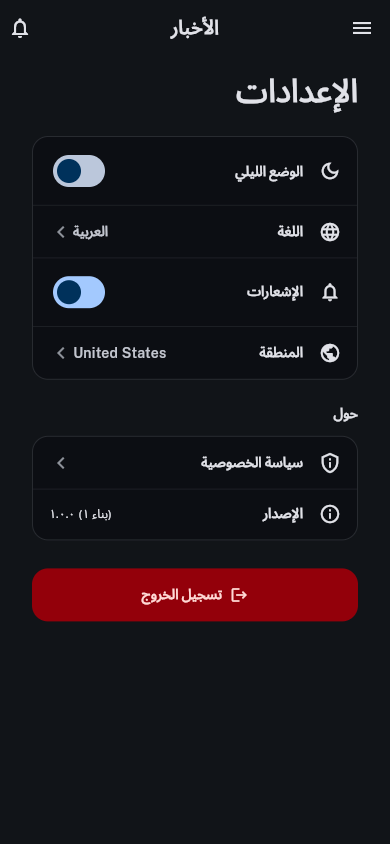 الأخبار
الإعدادات
الوضع الليلي
اللغة
العربية
الإشعارات
المنطقة
United States
حول
سياسة الخصوصية
الإصدار
١.٠.٠ (بناء ١)
تسجيل الخروج